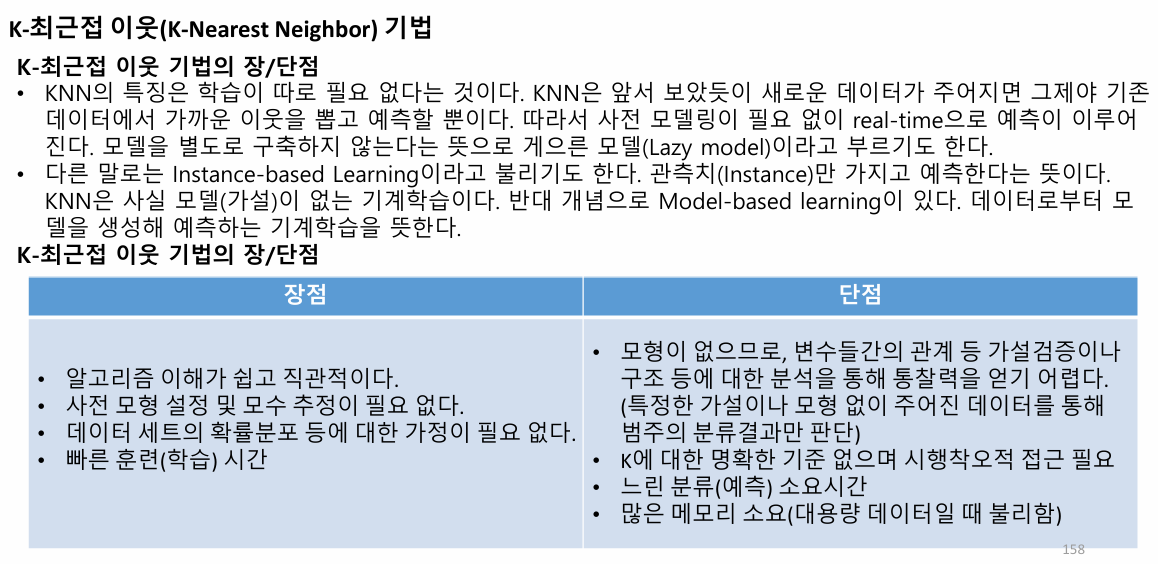 K-최근접 이웃(K-Nearest Neighbor) 기법
K-최근접 이웃 기법의 장/단점
• KNN의 특징은 학습이 따로 필요 없다는 것이다. KNN은 앞서 보았듯이 새로운 데이터가 주어지면 그제야 기존
데이터에서 가까운 이웃을 뽑고 예측할 뿐이다. 따라서 사전 모델링이 필요 없이 real-time으로 예측이 이루어
진다. 모델을 별도로 구축하지 않는다는 뜻으로 게으른 모델(Lazy model)이라고 부르기도 한다.
• 다른 말로는 Instance-based Learning이라고 불리기도 한다. 관측치(Instance)만 가지고 예측한다는 뜻이다.
KNN은 사실 모델(가설)이 없는 기계학습이다. 반대 개념으로 Model-based learning이 있다. 데이터로부터 모
델을 생성해 예측하는 기계학습을 뜻한다.
K-최근접 이웃 기법의 장/단점
장점
• 알고리즘 이해가 쉽고 직관적이다.
• 사전 모형 설정 및 모수 추정이 필요 없다.
• 데이터 세트의 확률분포 등에 대한 가정이 필요 없다.
• 빠른 훈련(학습) 시간
단점
• 모형이 없으므로, 변수들간의 관계 등 가설검증이나
구조 등에 대한 분석을 통해 통찰력을 얻기 어렵다.
(특정한 가설이나 모형 없이 주어진 데이터를 통해
범주의 분류결과만 판단)
• K에 대한 명확한 기준 없으며 시행착오적 접근 필요
• 느린 분류(예측) 소요시간
• 많은 메모리 소요(대용량 데이터일 때 불리함)
158